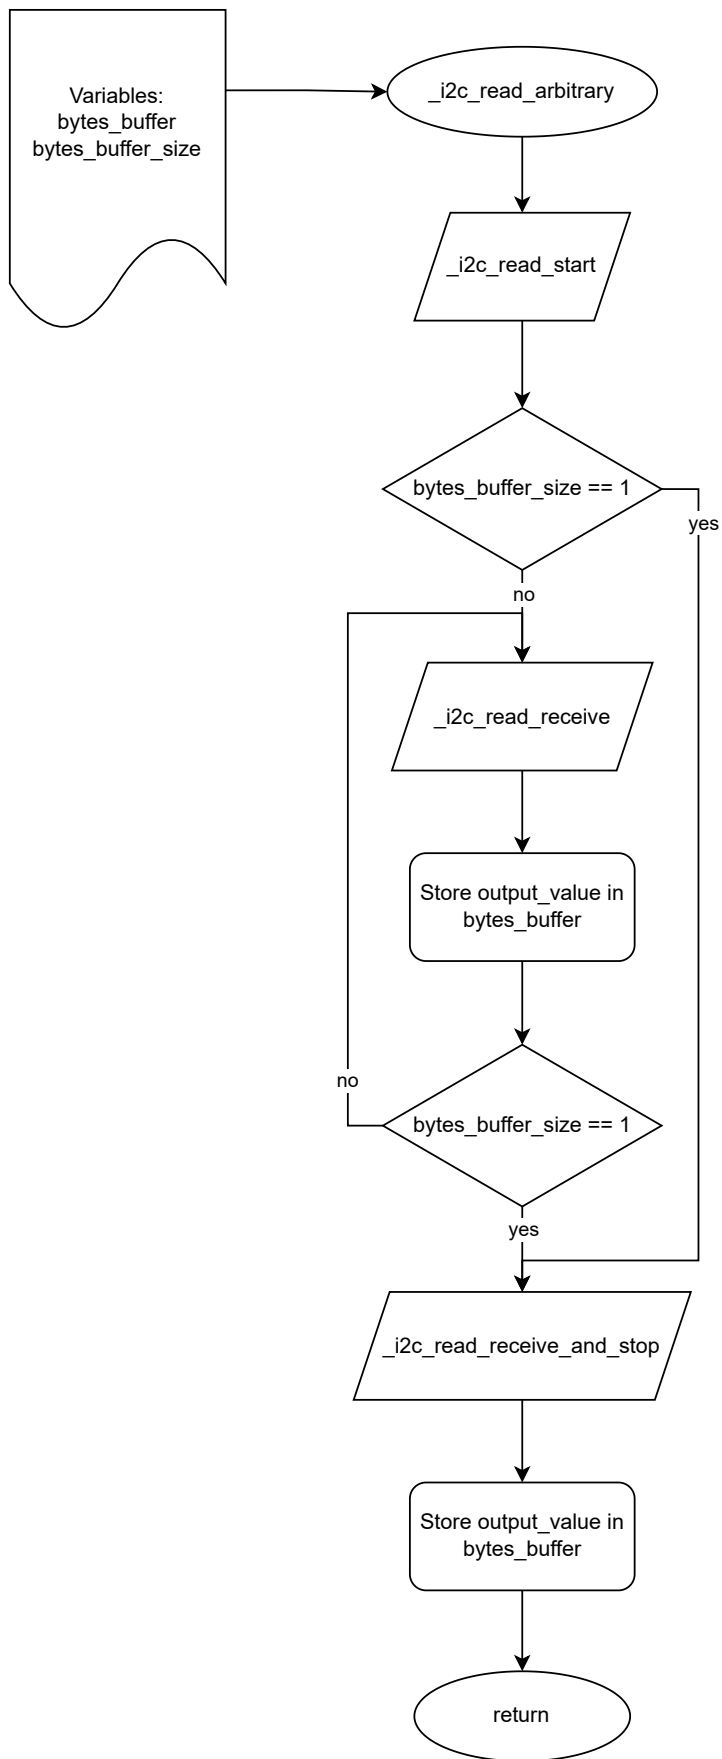 Variables:
bytes_buffer
bytes_buffer_size
_i2c_read_arbitrary
_i2c_read_start
bytes_buffer_size == 1
yes
no
_i2c_read_receive
Store output_value in
bytes_buffer
no
bytes_buffer_size == 1
yes
_i2c_read_receive_and_stop
Store output_value in
bytes_buffer
return